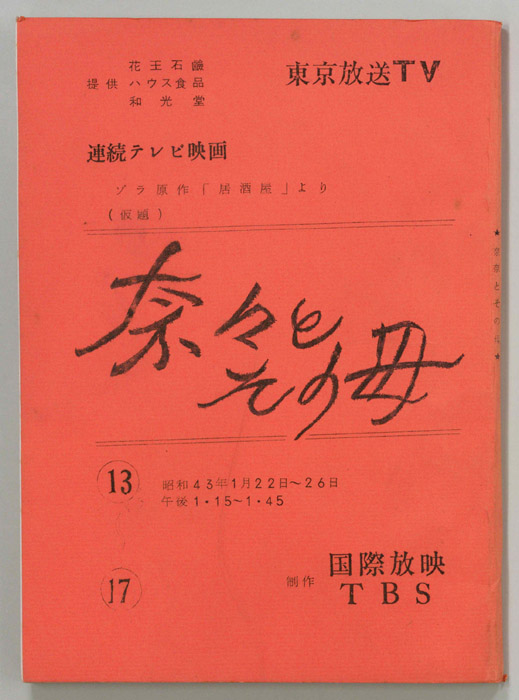 花王石鹼
提供 ハウス食品
和光堂
東京放送TV
連続テレビ映画
ゾラ原作「居酒屋」より
(仮題)
奈々と
その母
13 昭和43年1月22日〜26日
午後1・15〜1・45
17
制作 国際放映
TBS